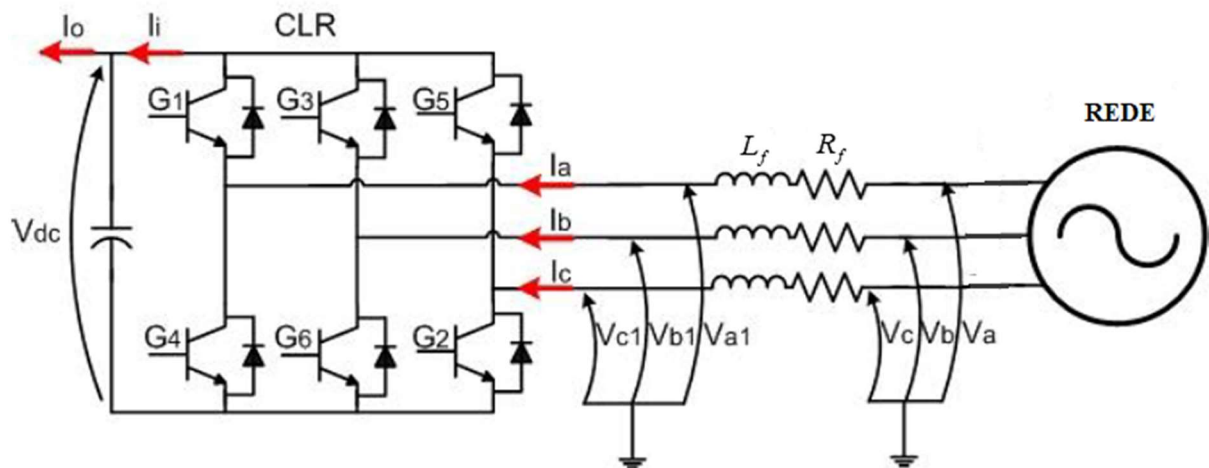 Io
Ii
CLR
G1
G3
G5
REDE
Ia
Lf
Rf
Vdc
Ib
Ic
G4
G6
G2
Vc1
Vb1
Va1
Vc
Vb
Va